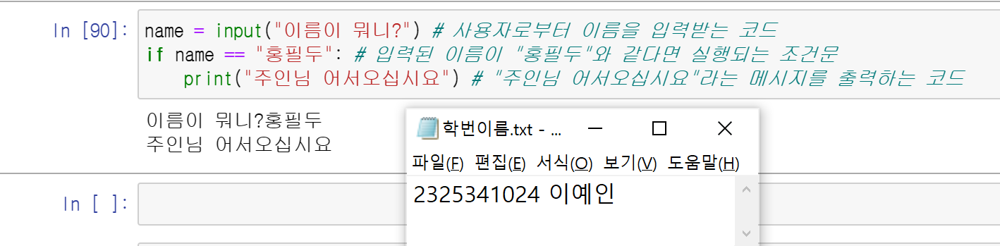 In [90]:
name = input("이름이 뭐니?") # 사용자로부터 이름을 입력받는 코드
if name == "홍필두": # 입력된 이름이 "홍필두"와 같다면 실행되는 조건문
    print("주인님 어서오십시요") # "주인님 어서오십시요"라는 메시지를 출력하는 코드
이름이 뭐니?홍필두
주인님 어서오십시요
학번이름.txt - ...
파일(F) 편집(E) 서식(O) 보기(V) 도움말(H)
2325341024 이예인
In [ ]: